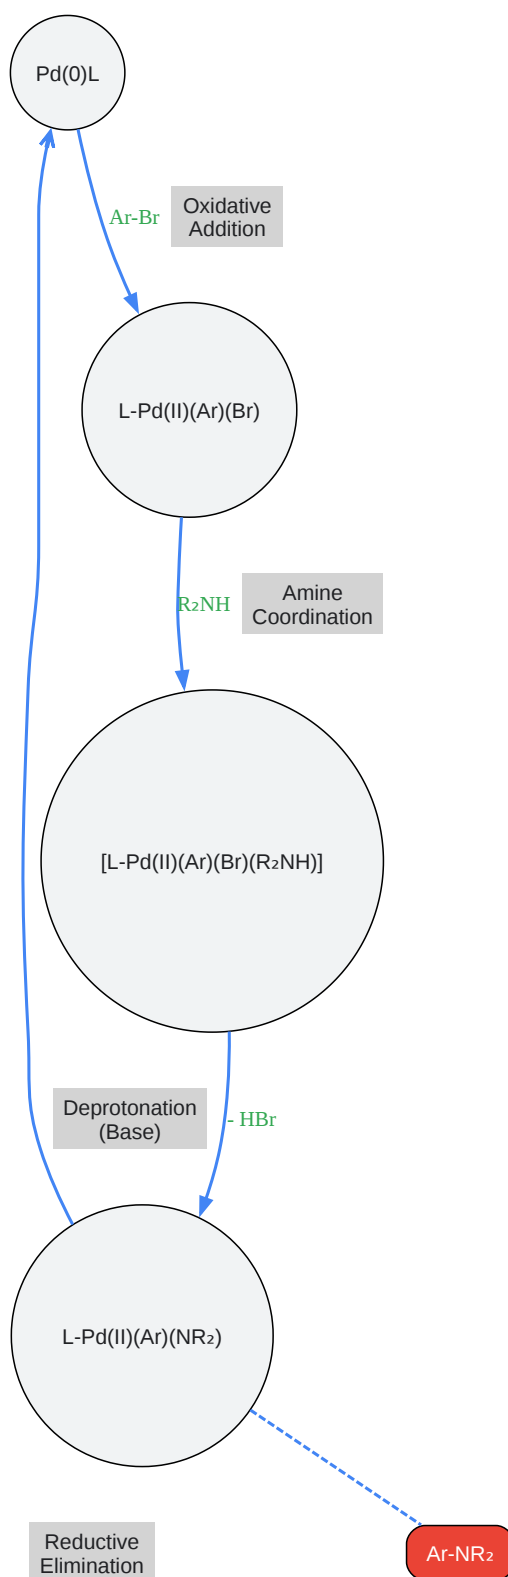 Pd(0)L
Ar-Br
Oxidative
Addition
L-Pd(II)(Ar)(Br)
R₂NH
Amine
Coordination
[L-Pd(II)(Ar)(Br)(R₂NH)]
Deprotonation
(Base)
- HBr
L-Pd(II)(Ar)(NR₂)
Reductive
Elimination
Ar-NR₂